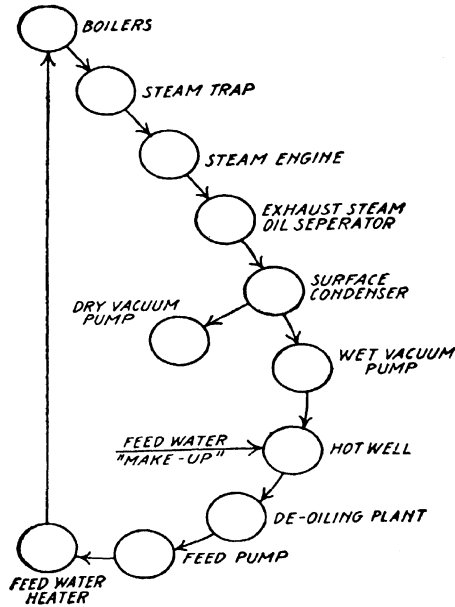 BOILERS
STEAM TRAP
STEAM ENGINE
EXHAUST STEAM
OIL SEPERATOR
SURFACE
CONDENSER
DRY VACUUM
PUMP
WET VACUUM
PUMP
FEED WATER
"MAKE-UP"
HOT WELL
DE-OILING PLANT
FEED PUMP
FEED WATER
HEATER